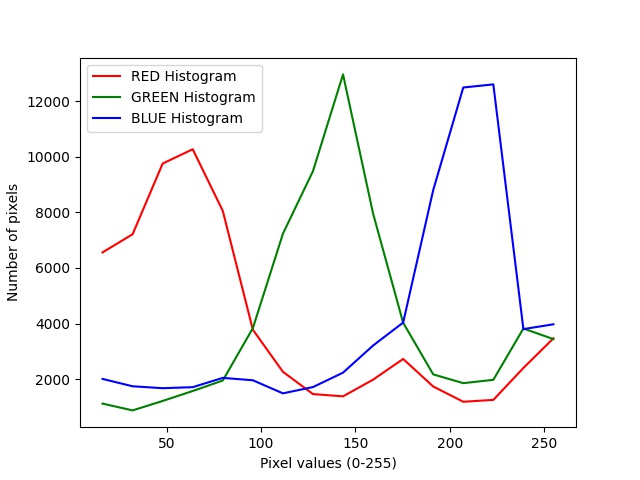 RED Histogram
GREEN Histogram
BLUE Histogram
12000
10000
8000
6000
4000
2000
Number of pixels
50 100 150 200 250
Pixel values (0-255)